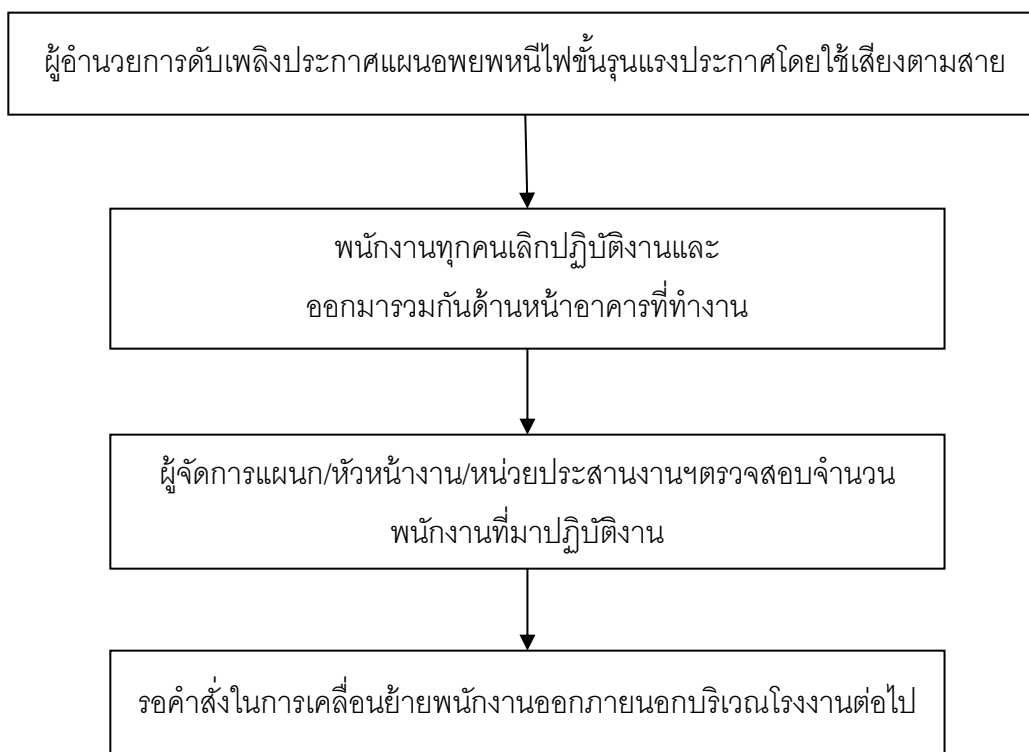 ผู้อำนวยการดับเพลิงประกาศแผนอพยพหนีไฟขั้นรุนแรงประกาศโดยใช้เสียงตามสาย
พนักงานทุกคนเลิกปฏิบัติงานและ
ออกมารวมกันด้านหน้าอาคารที่ทำงาน
ผู้จัดการแผนก/หัวหน้างาน/หน่วยประสานงานฯตรวจสอบจำนวน
พนักงานที่มาปฏิบัติงาน
รอคำสั่งในการเคลื่อนย้ายพนักงานออกภายนอกบริเวณโรงงานต่อไป